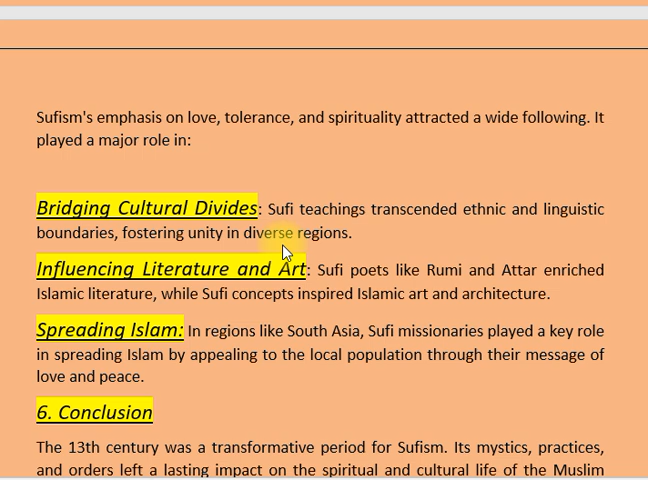 Sufism's emphasis on love, tolerance, and spirituality attracted a wide following. It
played a major role in:
Bridging Cultural Divides: Sufi teachings transcended ethnic and linguistic
boundaries, fostering unity in diverse regions.
Influencing Literature and Art: Sufi poets like Rumi and Attar enriched
Islamic literature, while Sufi concepts inspired Islamic art and architecture.
Spreading Islam: In regions like South Asia, Sufi missionaries played a key role
in spreading Islam by appealing to the local population through their message of
love and peace.
6. Conclusion
The 13th century was a transformative period for Sufism. Its mystics, practices,
and orders left a lasting impact on the spiritual and cultural life of the Muslim